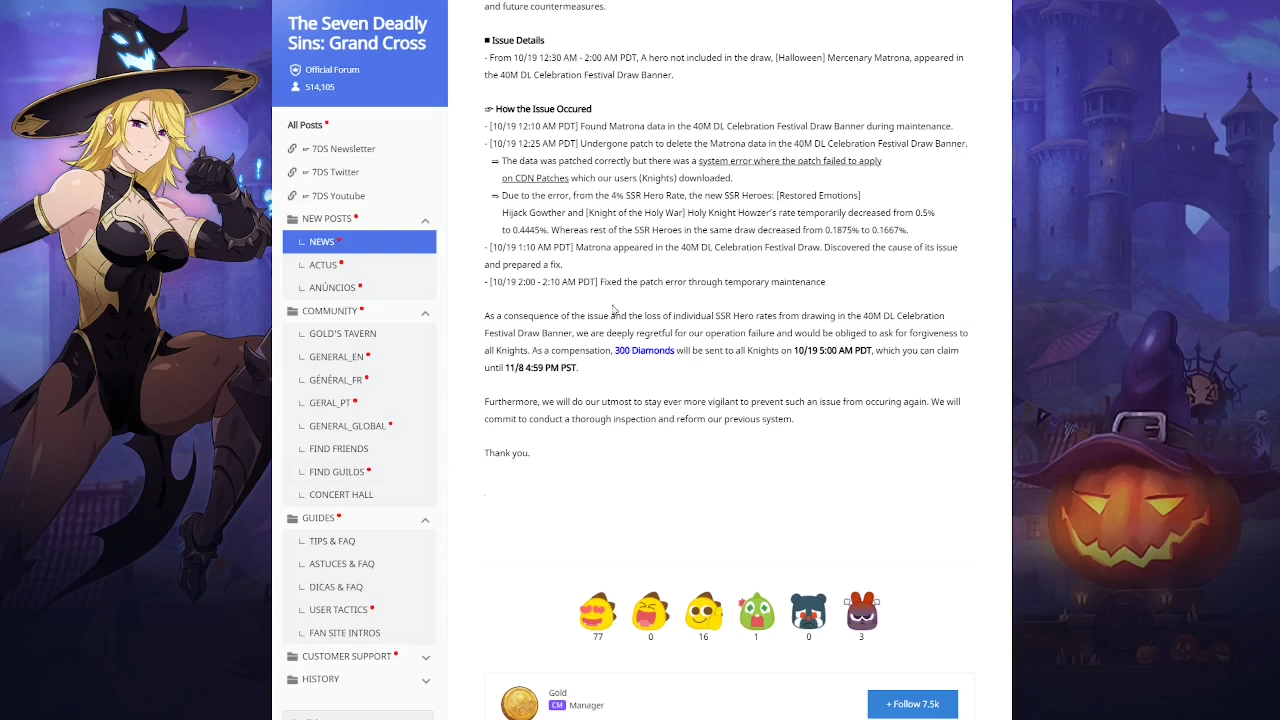 The Seven Deadly
Sins: Grand Cross
Official Forum
514,105
All Posts
☞ 7DS Newsletter
☞ 7DS Twitter
☞ 7DS Youtube
NEW POSTS
NEWS
ACTUS
ANÚNCIOS
COMMUNITY
GOLD'S TAVERN
GENERAL_EN
GÉNÉRAL_FR
GERAL_PT
GENERAL_GLOBAL
FIND FRIENDS
FIND GUILDS
CONCERT HALL
GUIDES
TIPS & FAQ
ASTUCES & FAQ
DICAS & FAQ
USER TACTICS
FAN SITE INTROS
CUSTOMER SUPPORT
HISTORY
and future countermeasures.
■ Issue Details
- From 10/19 12:30 AM - 2:00 AM PDT, A hero not included in the draw, [Halloween] Mercenary Matrona, appeared in
the 40M DL Celebration Festival Draw Banner.
☞ How the Issue Occured
- [10/19 12:10 AM PDT] Found Matrona data in the 40M DL Celebration Festival Draw Banner during maintenance.
- [10/19 12:25 AM PDT] Undergone patch to delete the Matrona data in the 40M DL Celebration Festival Draw Banner.
⇒ The data was patched correctly but there was a system error where the patch failed to apply
on CDN Patches which our users (Knights) downloaded.
⇒ Due to the error, from the 4% SSR Hero Rate, the new SSR Heroes: [Restored Emotions]
Hijack Gowther and [Knight of the Holy War] Holy Knight Howzer's rate temporarily decreased from 0.5%
to 0.4445%. Whereas rest of the SSR Heroes in the same draw decreased from 0.1875% to 0.1667%.
- [10/19 1:10 AM PDT] Matrona appeared in the 40M DL Celebration Festival Draw. Discovered the cause of its issue
and prepared a fix.
- [10/19 2:00 - 2:10 AM PDT] Fixed the patch error through temporary maintenance
As a consequence of the issue and the loss of individual SSR Hero rates from drawing in the 40M DL Celebration
Festival Draw Banner, we are deeply regretful for our operation failure and would be obliged to ask for forgiveness to
all Knights. As a compensation, 300 Diamonds will be sent to all Knights on 10/19 5:00 AM PDT, which you can claim
until 11/8 4:59 PM PST.
Furthermore, we will do our utmost to stay ever more vigilant to prevent such an issue from occuring again. We will
commit to conduct a thorough inspection and reform our previous system.
Thank you.
77 0 16 1 0 3
Gold
CM Manager
+ Follow 7.5k